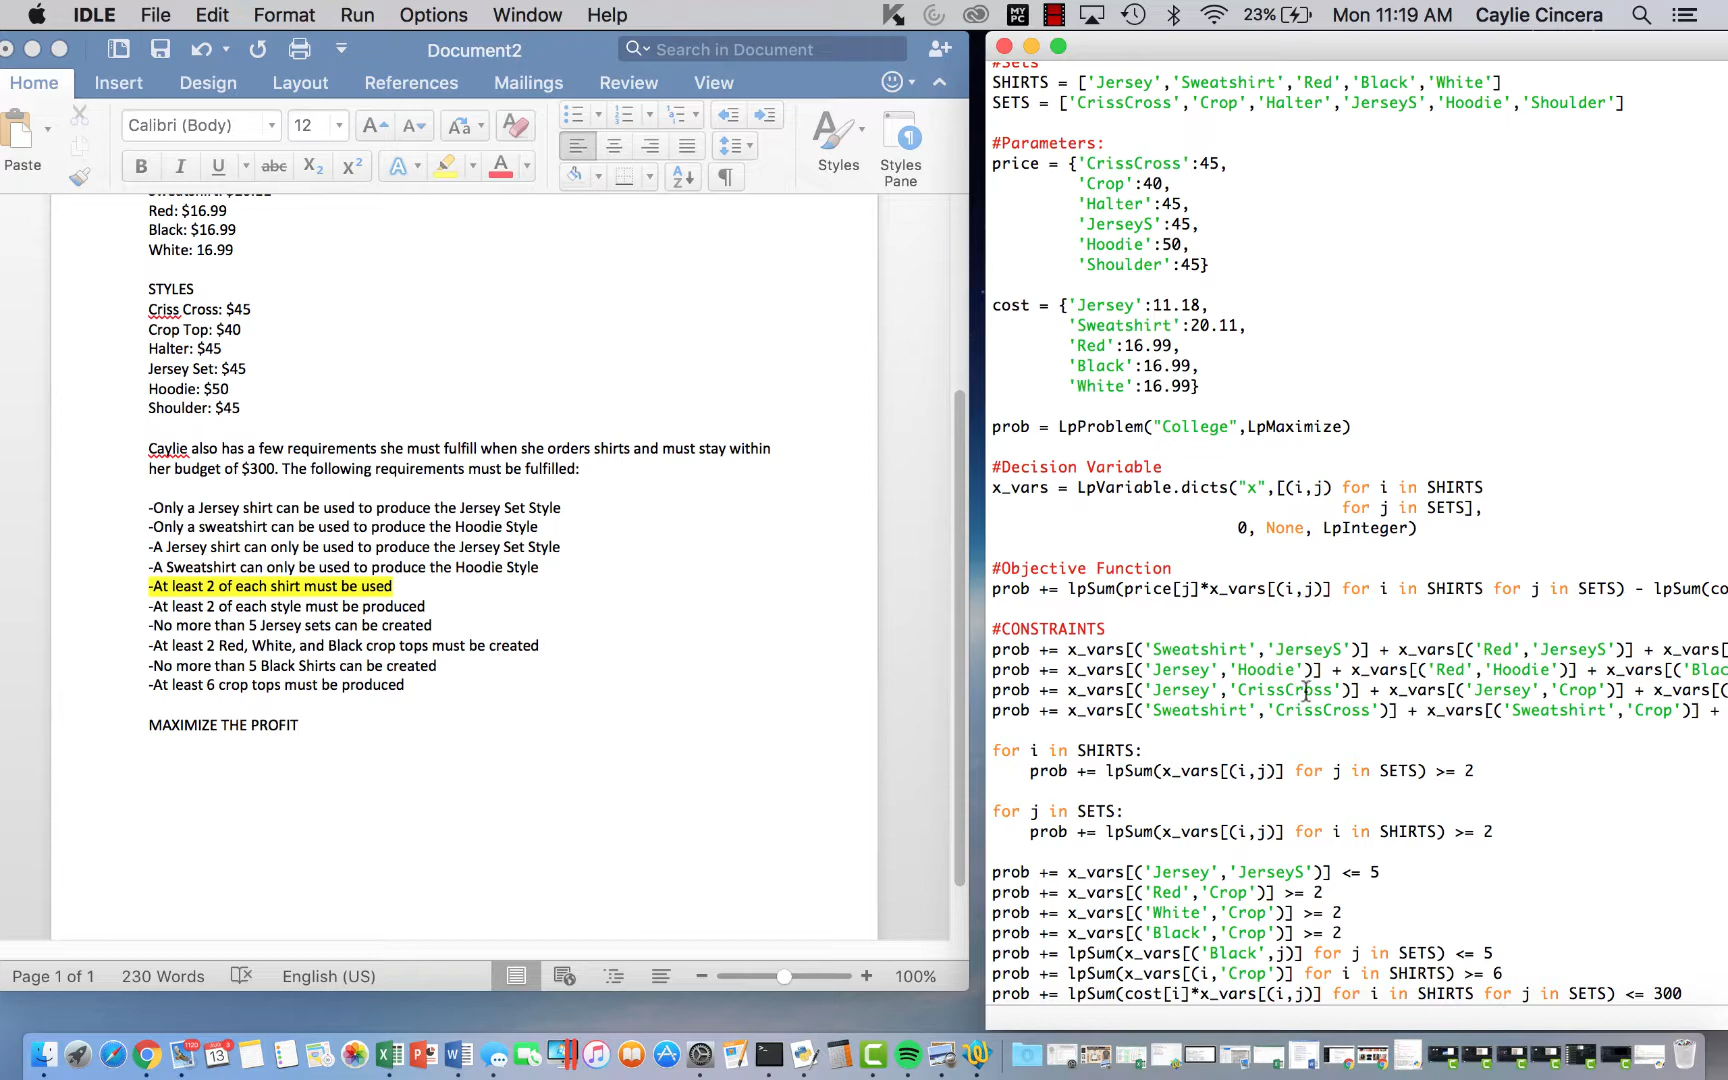 IDLE File Edit Format Run Options Window Help 23% Mon 11:19 AM Caylie Cincera
MY PC
Document2
Search in Document
Home Insert Design Layout References Mailings Review View
Calibri (Body) 12
Paste
Styles
Styles Pane
Red: $16.99
Black: $16.99
White: 16.99
STYLES
Criss Cross: $45
Crop Top: $40
Halter: $45
Jersey Set: $45
Hoodie: $50
Shoulder: $45
Caylie also has a few requirements she must fulfill when she orders shirts and must stay within
her budget of $300. The following requirements must be fulfilled:
-Only a Jersey shirt can be used to produce the Jersey Set Style
-Only a sweatshirt can be used to produce the Hoodie Style
-A Jersey shirt can only be used to produce the Jersey Set Style
-A Sweatshirt can only be used to produce the Hoodie Style
-At least 2 of each shirt must be used
-At least 2 of each style must be produced
-No more than 5 Jersey sets can be created
-At least 2 Red, White, and Black crop tops must be created
-No more than 5 Black Shirts can be created
-At least 6 crop tops must be produced
MAXIMIZE THE PROFIT
Page 1 of 1 230 Words English (US) 100%
#Sets
SHIRTS = ['Jersey','Sweatshirt','Red','Black','White']
SETS = ['CrissCross','Crop','Halter','JerseyS','Hoodie','Shoulder']
#Parameters:
price = {'CrissCross':45,
'Crop':40,
'Halter':45,
'JerseyS':45,
'Hoodie':50,
'Shoulder':45}
cost = {'Jersey':11.18,
'Sweatshirt':20.11,
'Red':16.99,
'Black':16.99,
'White':16.99}
prob = LpProblem("College",LpMaximize)
#Decision Variable
x_vars = LpVariable.dicts("x",[(i,j) for i in SHIRTS
for j in SETS],
0, None, LpInteger)
#Objective Function
prob += lpSum(price[j]*x_vars[(i,j)] for i in SHIRTS for j in SETS) - lpSum(co
#CONSTRAINTS
prob += x_vars[('Sweatshirt','JerseyS')] + x_vars[('Red','JerseyS')] + x_vars[
prob += x_vars[('Jersey','Hoodie')] + x_vars[('Red','Hoodie')] + x_vars[('Blac
prob += x_vars[('Jersey','CrissCross')] + x_vars[('Jersey','Crop')] + x_vars[(
prob += x_vars[('Sweatshirt','CrissCross')] + x_vars[('Sweatshirt','Crop')] +
for i in SHIRTS:
prob += lpSum(x_vars[(i,j)] for j in SETS) >= 2
for j in SETS:
prob += lpSum(x_vars[(i,j)] for i in SHIRTS) >= 2
prob += x_vars[('Jersey','JerseyS')] <= 5
prob += x_vars[('Red','Crop')] >= 2
prob += x_vars[('White','Crop')] >= 2
prob += x_vars[('Black','Crop')] >= 2
prob += lpSum(x_vars[('Black',j)] for j in SETS) <= 5
prob += lpSum(x_vars[(i,'Crop')] for i in SHIRTS) >= 6
prob += lpSum(cost[i]*x_vars[(i,j)] for i in SHIRTS for j in SETS) <= 300